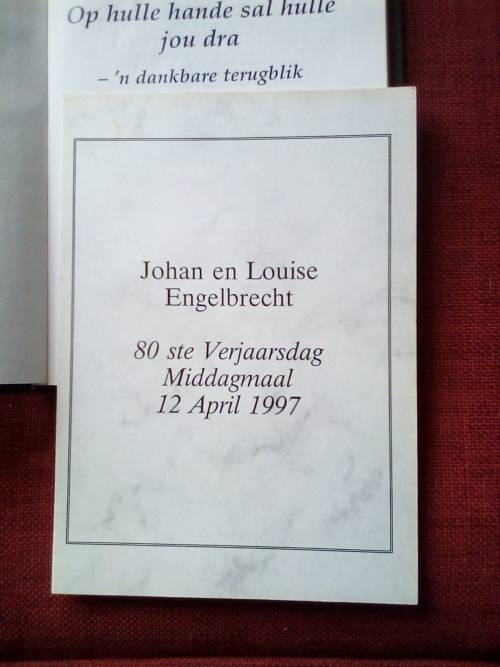 Op hulle hande sal hulle
jou dra
– 'n dankbare terugblik
Johan en Louise
Engelbrecht
80 ste Verjaarsdag
Middagmaal
12 April 1997